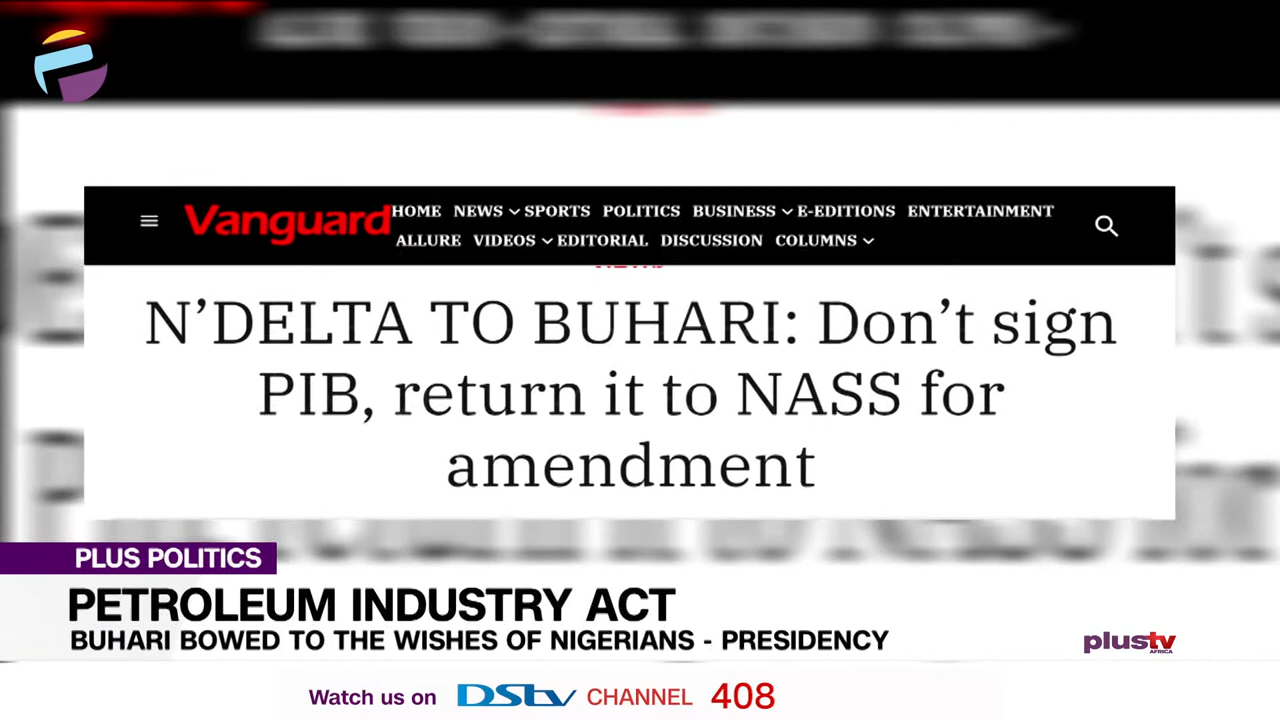 Vanguard
HOME NEWS SPORTS POLITICS BUSINESS E-EDITIONS ENTERTAINMENT
ALLURE VIDEOS EDITORIAL DISCUSSION COLUMNS
N’DELTA TO BUHARI: Don’t sign
PIB, return it to NASS for
amendment
PLUS POLITICS
PETROLEUM INDUSTRY ACT
BUHARI BOWED TO THE WISHES OF NIGERIANS - PRESIDENCY
plustv
AFRICA
Watch us on DStv CHANNEL 408